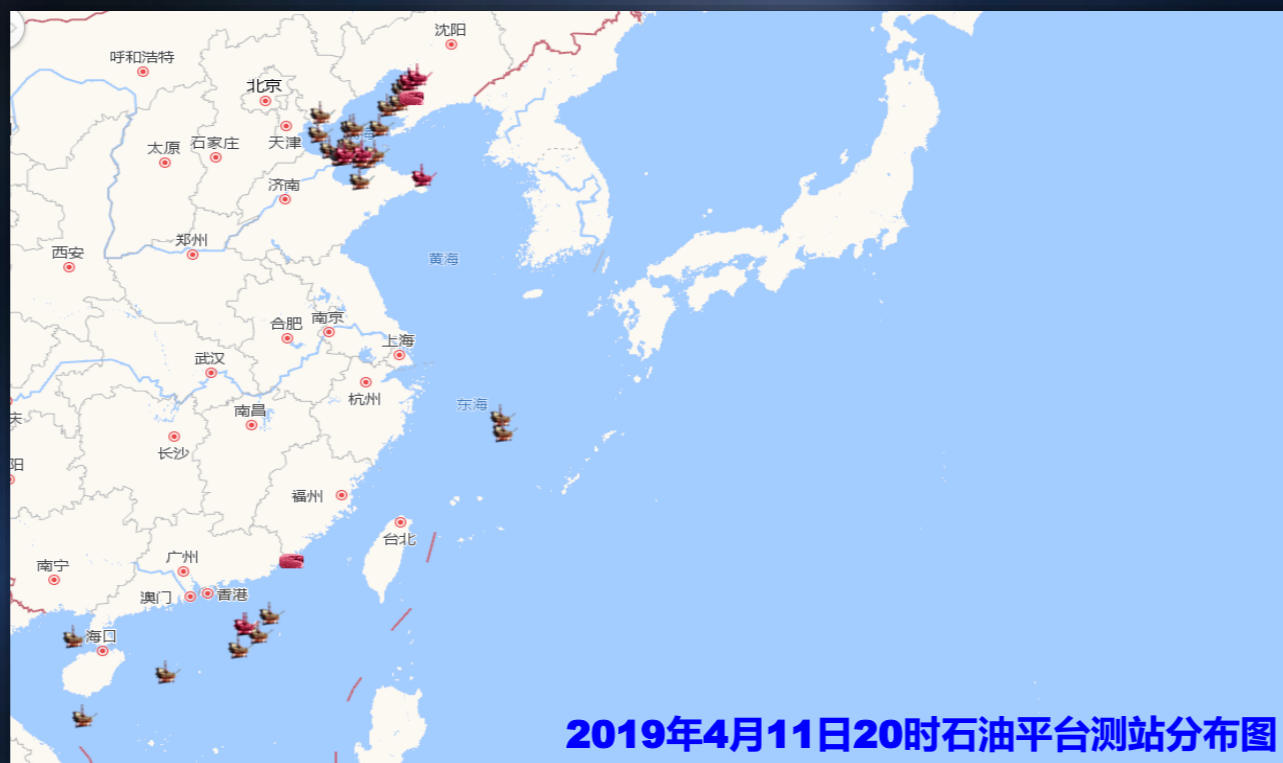 沈阳
呼和浩特
北京
天津
海
太原
石家庄
济南
郑州
西安
黄海
合肥
南京
上海
武汉
杭州
东海
南昌
庆
长沙
阳
福州
台北
广州
南宁
澳门
香港
海口
2019年4月11日20时石油平台测站分布图